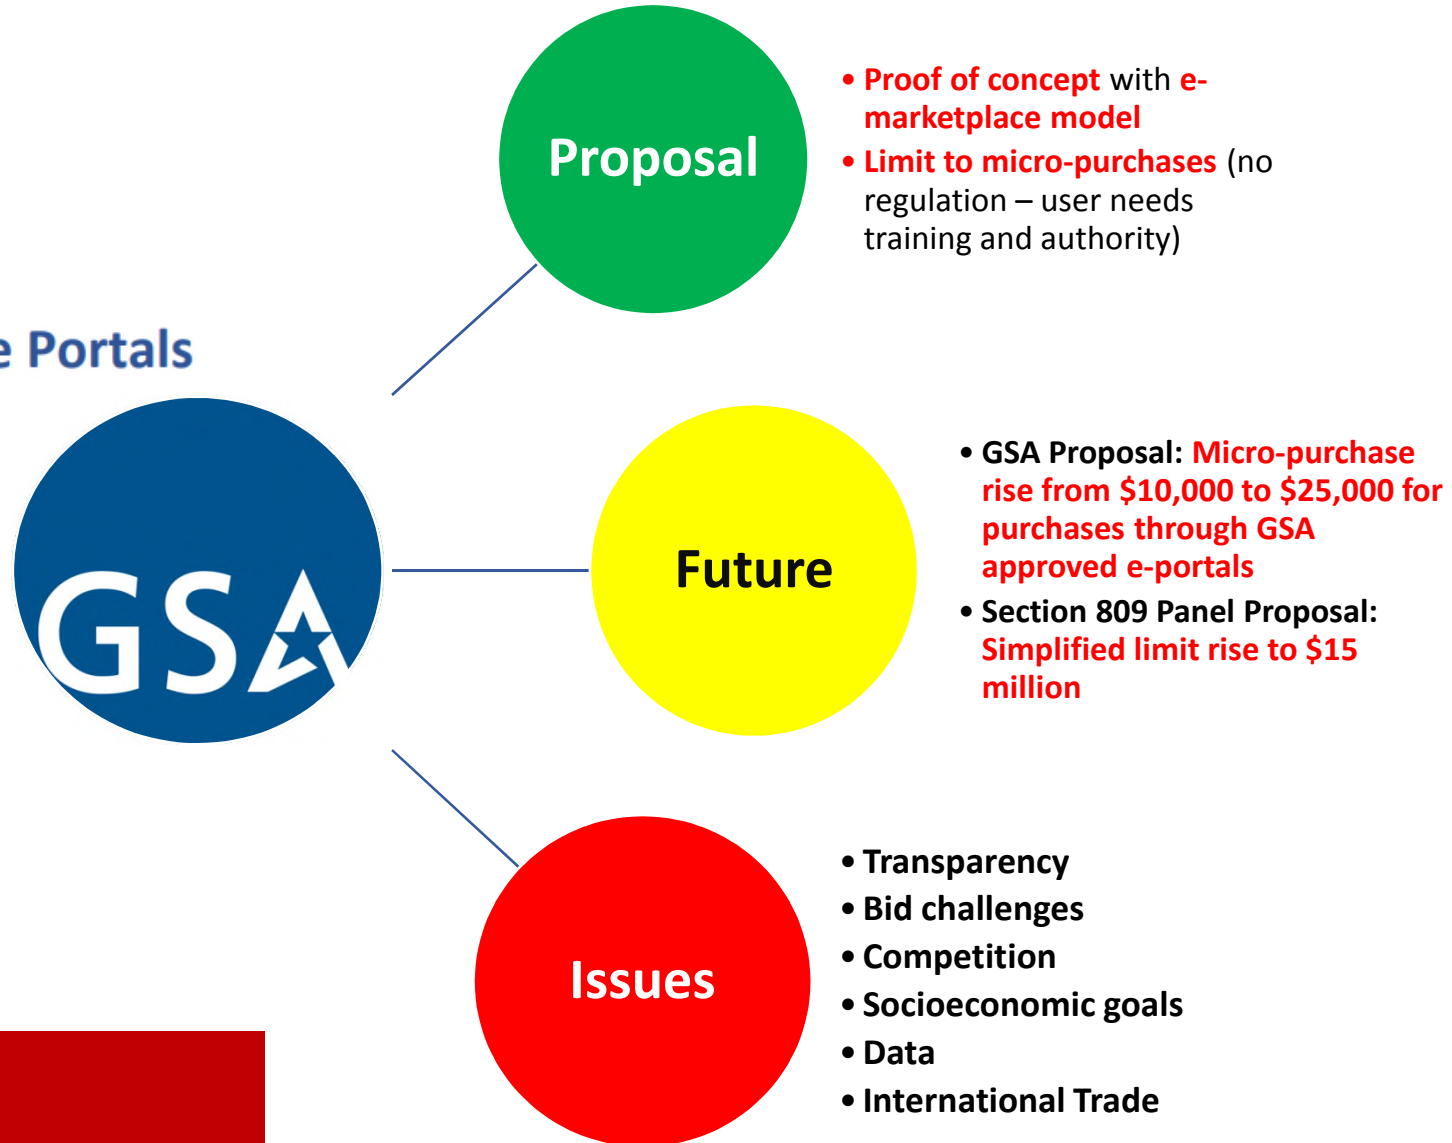 Proposal
• Proof of concept with e-
marketplace model
• Limit to micro-purchases (no
regulation – user needs
training and authority)
e Portals
GSA
Future
• GSA Proposal: Micro-purchase
rise from $10,000 to $25,000 for
purchases through GSA
approved e-portals
• Section 809 Panel Proposal:
Simplified limit rise to $15
million
Issues
• Transparency
• Bid challenges
• Competition
• Socioeconomic goals
• Data
• International Trade